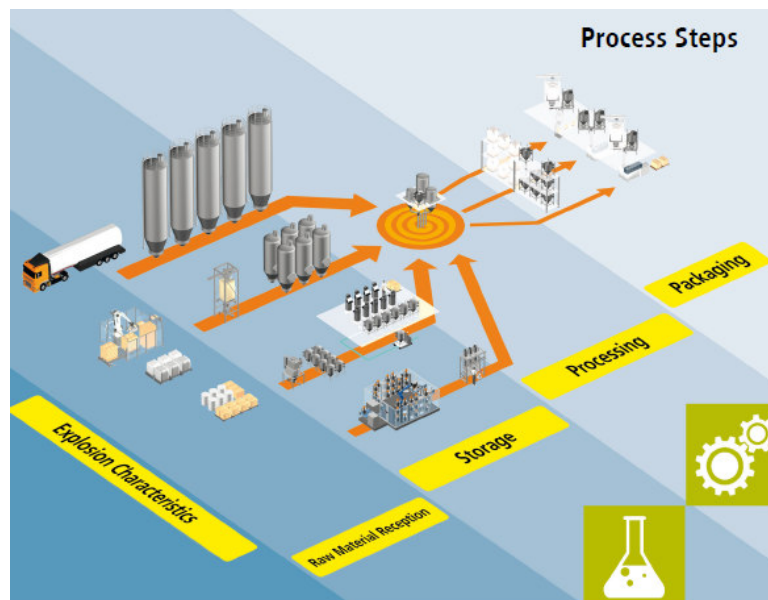 Process Steps
Packaging
Processing
Storage
Raw Material Reception
Explosion Characteristics